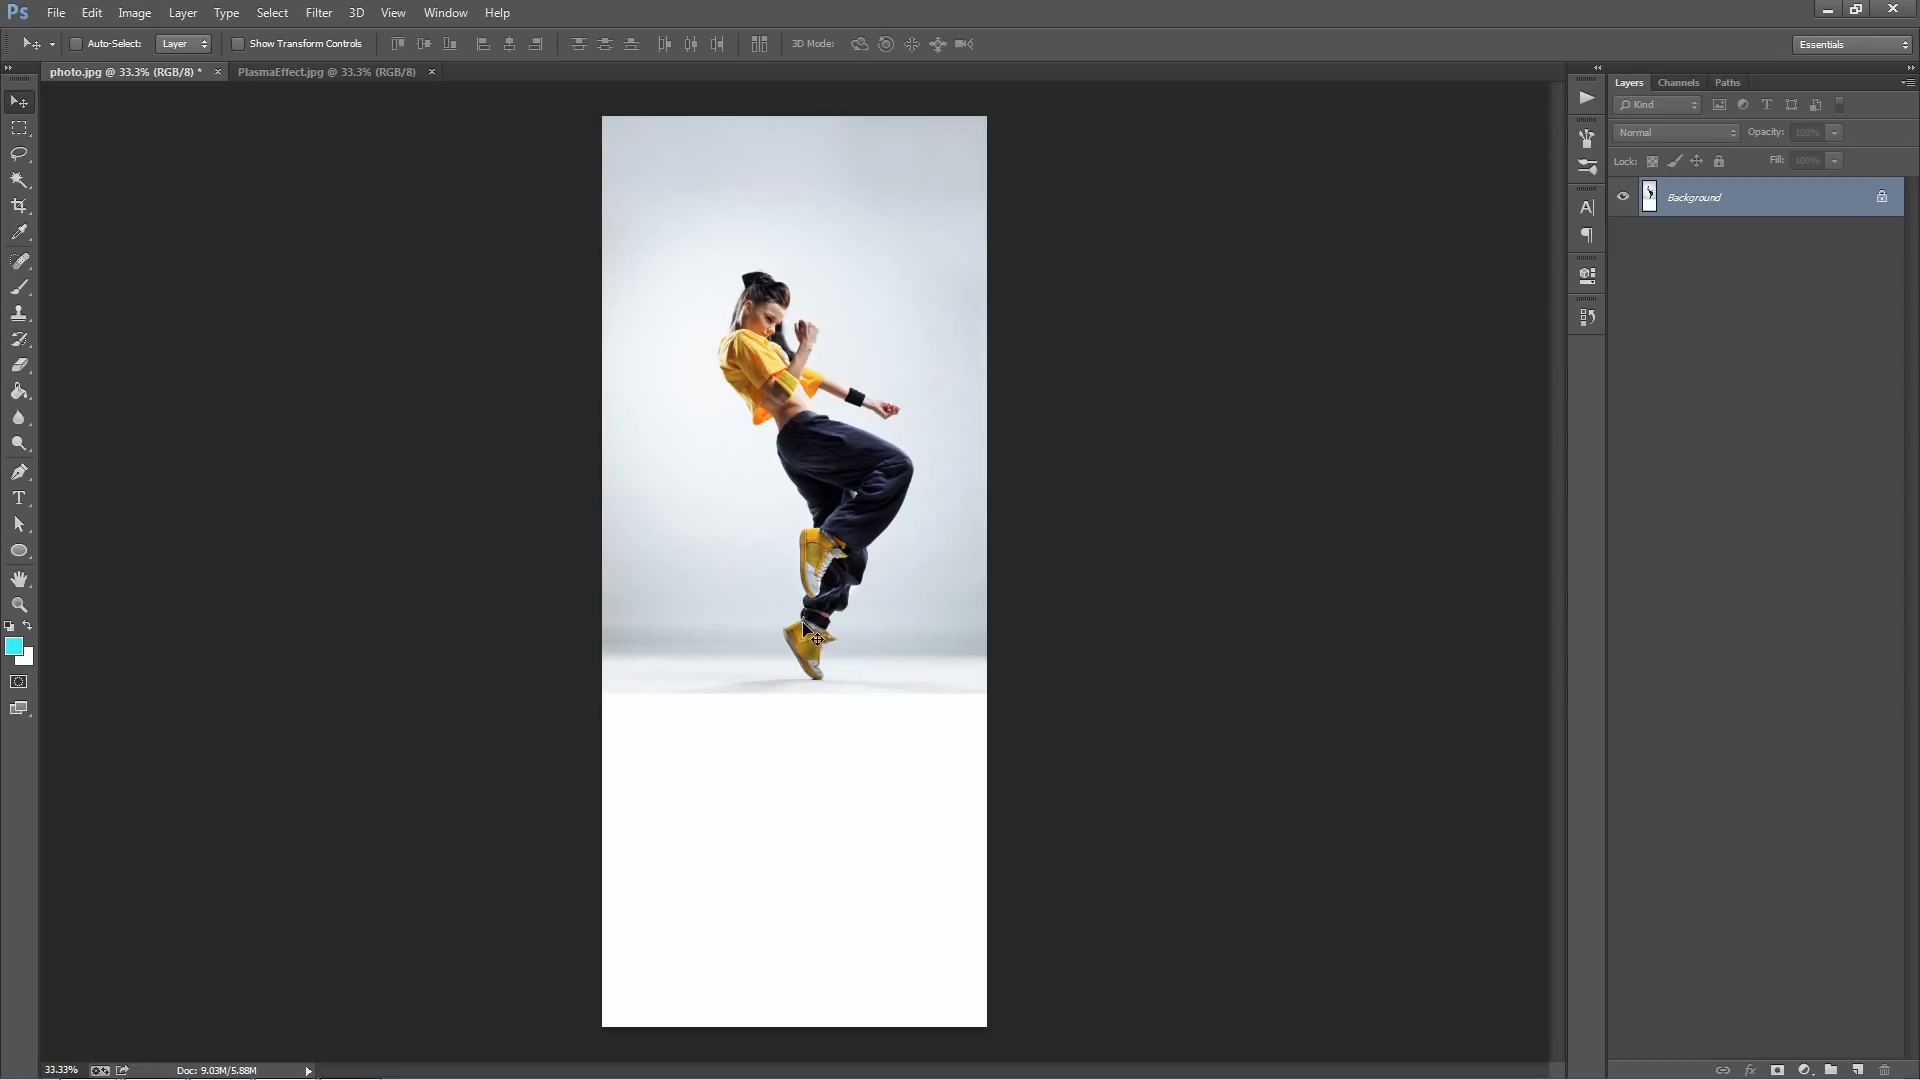 Ps File Edit Image Layer Type Select Filter 3D View Window Help
Auto-Select: Layer Show Transform Controls 3D Mode: Essentials
photo.jpg @ 33.3% (RGB/8) * × PlasmaEffect.jpg @ 33.3% (RGB/8) ×
Layers Channels Paths
Kind
Normal Opacity: 100%
Lock: Fill: 100%
Background
33.33% Doc: 9.03M/5.88M